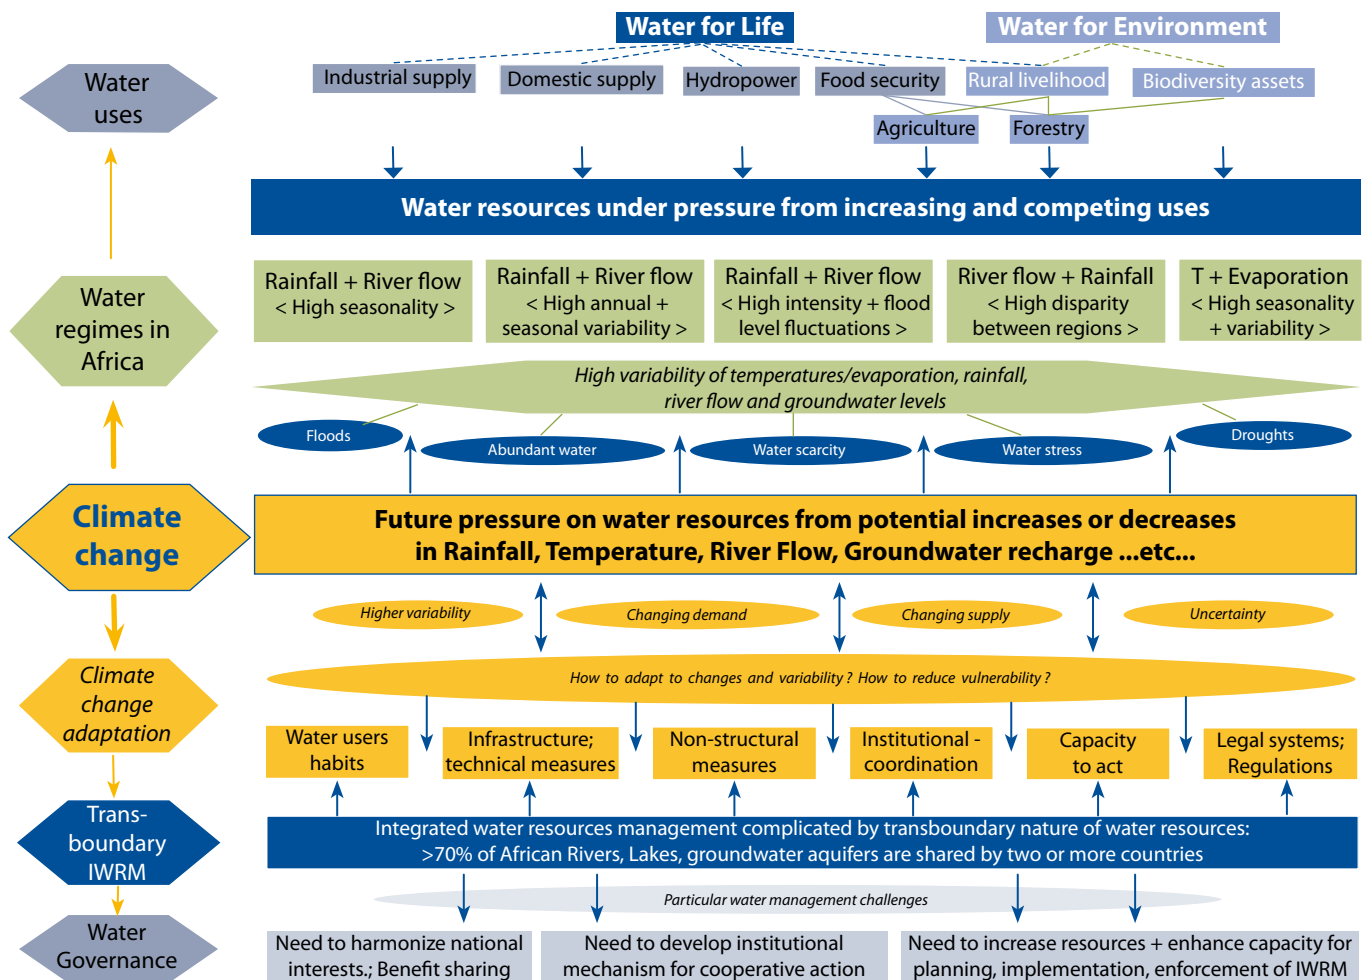 Water for Life
Water for Environment
Water
uses
Industrial supply
Domestic supply
Hydropower
Food security
Rural livelihood
Biodiversity assets
Agriculture
Forestry
Water resources under pressure from increasing and competing uses
Water
regimes in
Africa
Rainfall + River flow
< High seasonality >
Rainfall + River flow
< High annual +
seasonal variability >
Rainfall + River flow
< High intensity + flood
level fluctuations >
River flow + Rainfall
< High disparity
between regions >
T + Evaporation
< High seasonality
+ variability >
High variability of temperatures/evaporation, rainfall,
river flow and groundwater levels
Floods
Abundant water
Water scarcity
Water stress
Droughts
Climate
change
Future pressure on water resources from potential increases or decreases
in Rainfall, Temperature, River Flow, Groundwater recharge ...etc...
Higher variability
Changing demand
Changing supply
Uncertainty
Climate
change
adaptation
How to adapt to changes and variability ? How to reduce vulnerability ?
Water users
habits
Infrastructure;
technical measures
Non-structural
measures
Institutional -
coordination
Capacity
to act
Legal systems;
Regulations
Trans-
boundary
IWRM
Integrated water resources management complicated by transboundary nature of water resources:
>70% of African Rivers, Lakes, groundwater aquifers are shared by two or more countries
Particular water management challenges
Water
Governance
Need to harmonize national
interests.; Benefit sharing
Need to develop institutional
mechanism for cooperative action
Need to increase resources + enhance capacity for
planning, implementation, enforcement of IWRM